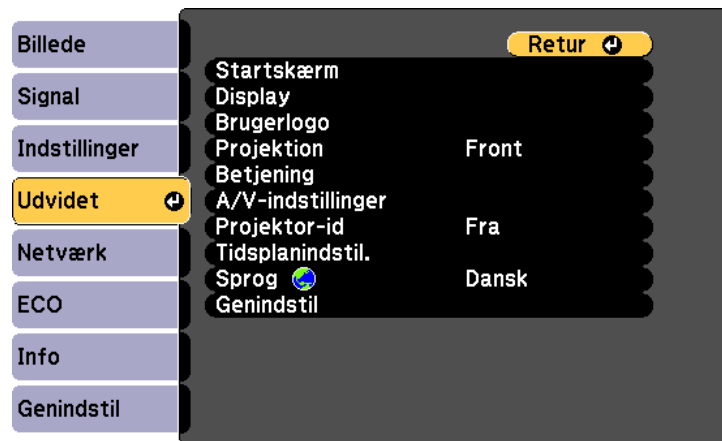 Billede
Signal
Indstillinger
Udvidet
Netværk
ECO
Info
Genindstil
Retur
Startskærm
Display
Brugerlogo
Projektion Front
Betjening
A/V-indstillinger
Projektor-id Fra
Tidsplanindstil.
Sprog Dansk
Genindstil